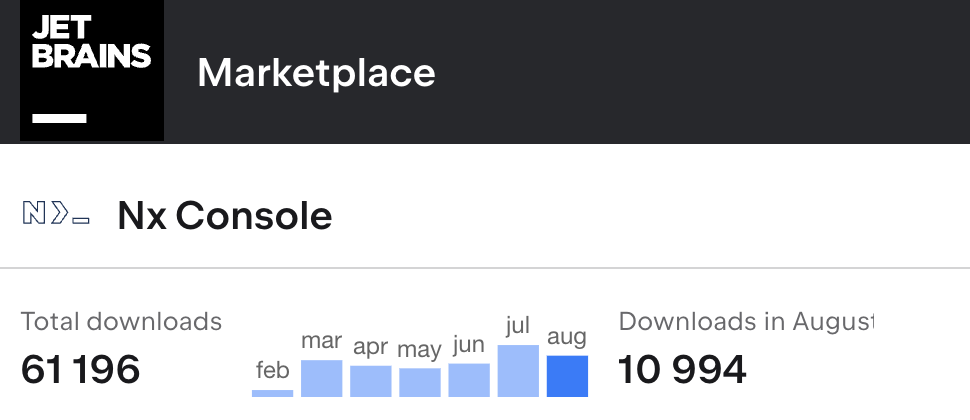 JET
BRAINS
Marketplace
Nx Console
Total downloads
61 196
feb
mar
apr
may
jun
jul
aug
Downloads in August
10 994